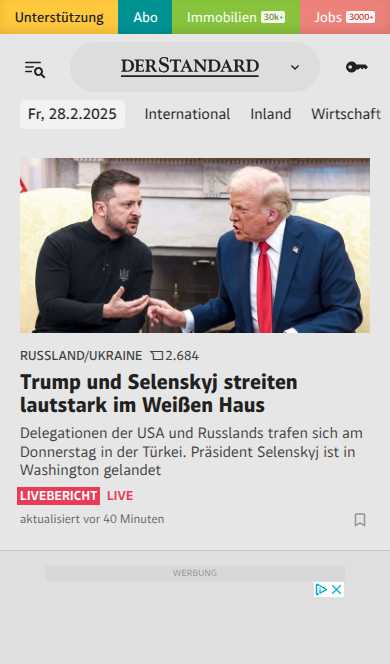 Unterstützung Abo Immobilien 30k+ Jobs 3000+
DERSTANDARD
Fr, 28.2.2025 International Inland Wirtschaft
RUSSLAND/UKRAINE 2.684
Trump und Selenskyj streiten
lautstark im Weißen Haus
Delegationen der USA und Russlands trafen sich am
Donnerstag in der Türkei. Präsident Selenskyj ist in
Washington gelandet
LIVEBERICHT LIVE
aktualisiert vor 40 Minuten
WERBUNG